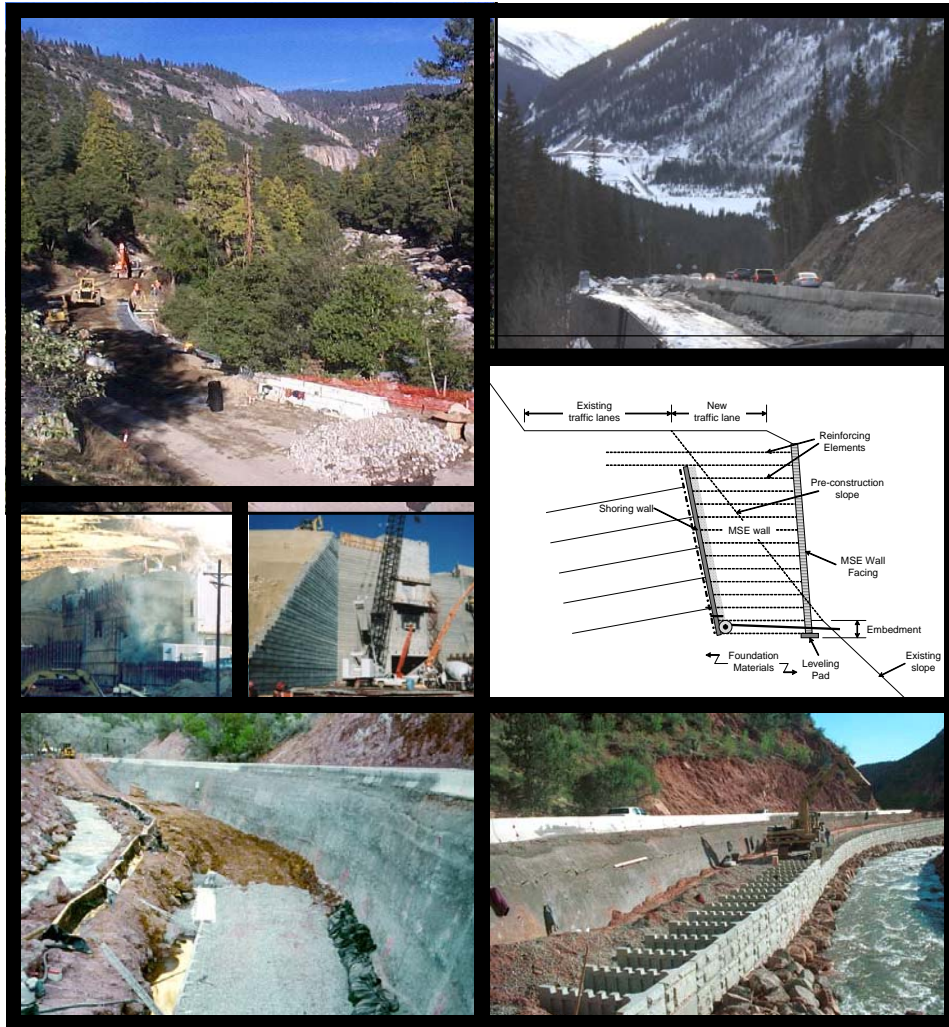 Existing
traffic lanes
New
traffic lane
Reinforcing
Elements
Pre-construction
slope
Shoring wall
MSE wall
MSE Wall
Facing
Embedment
Foundation
Materials
Leveling
Pad
Existing
slope